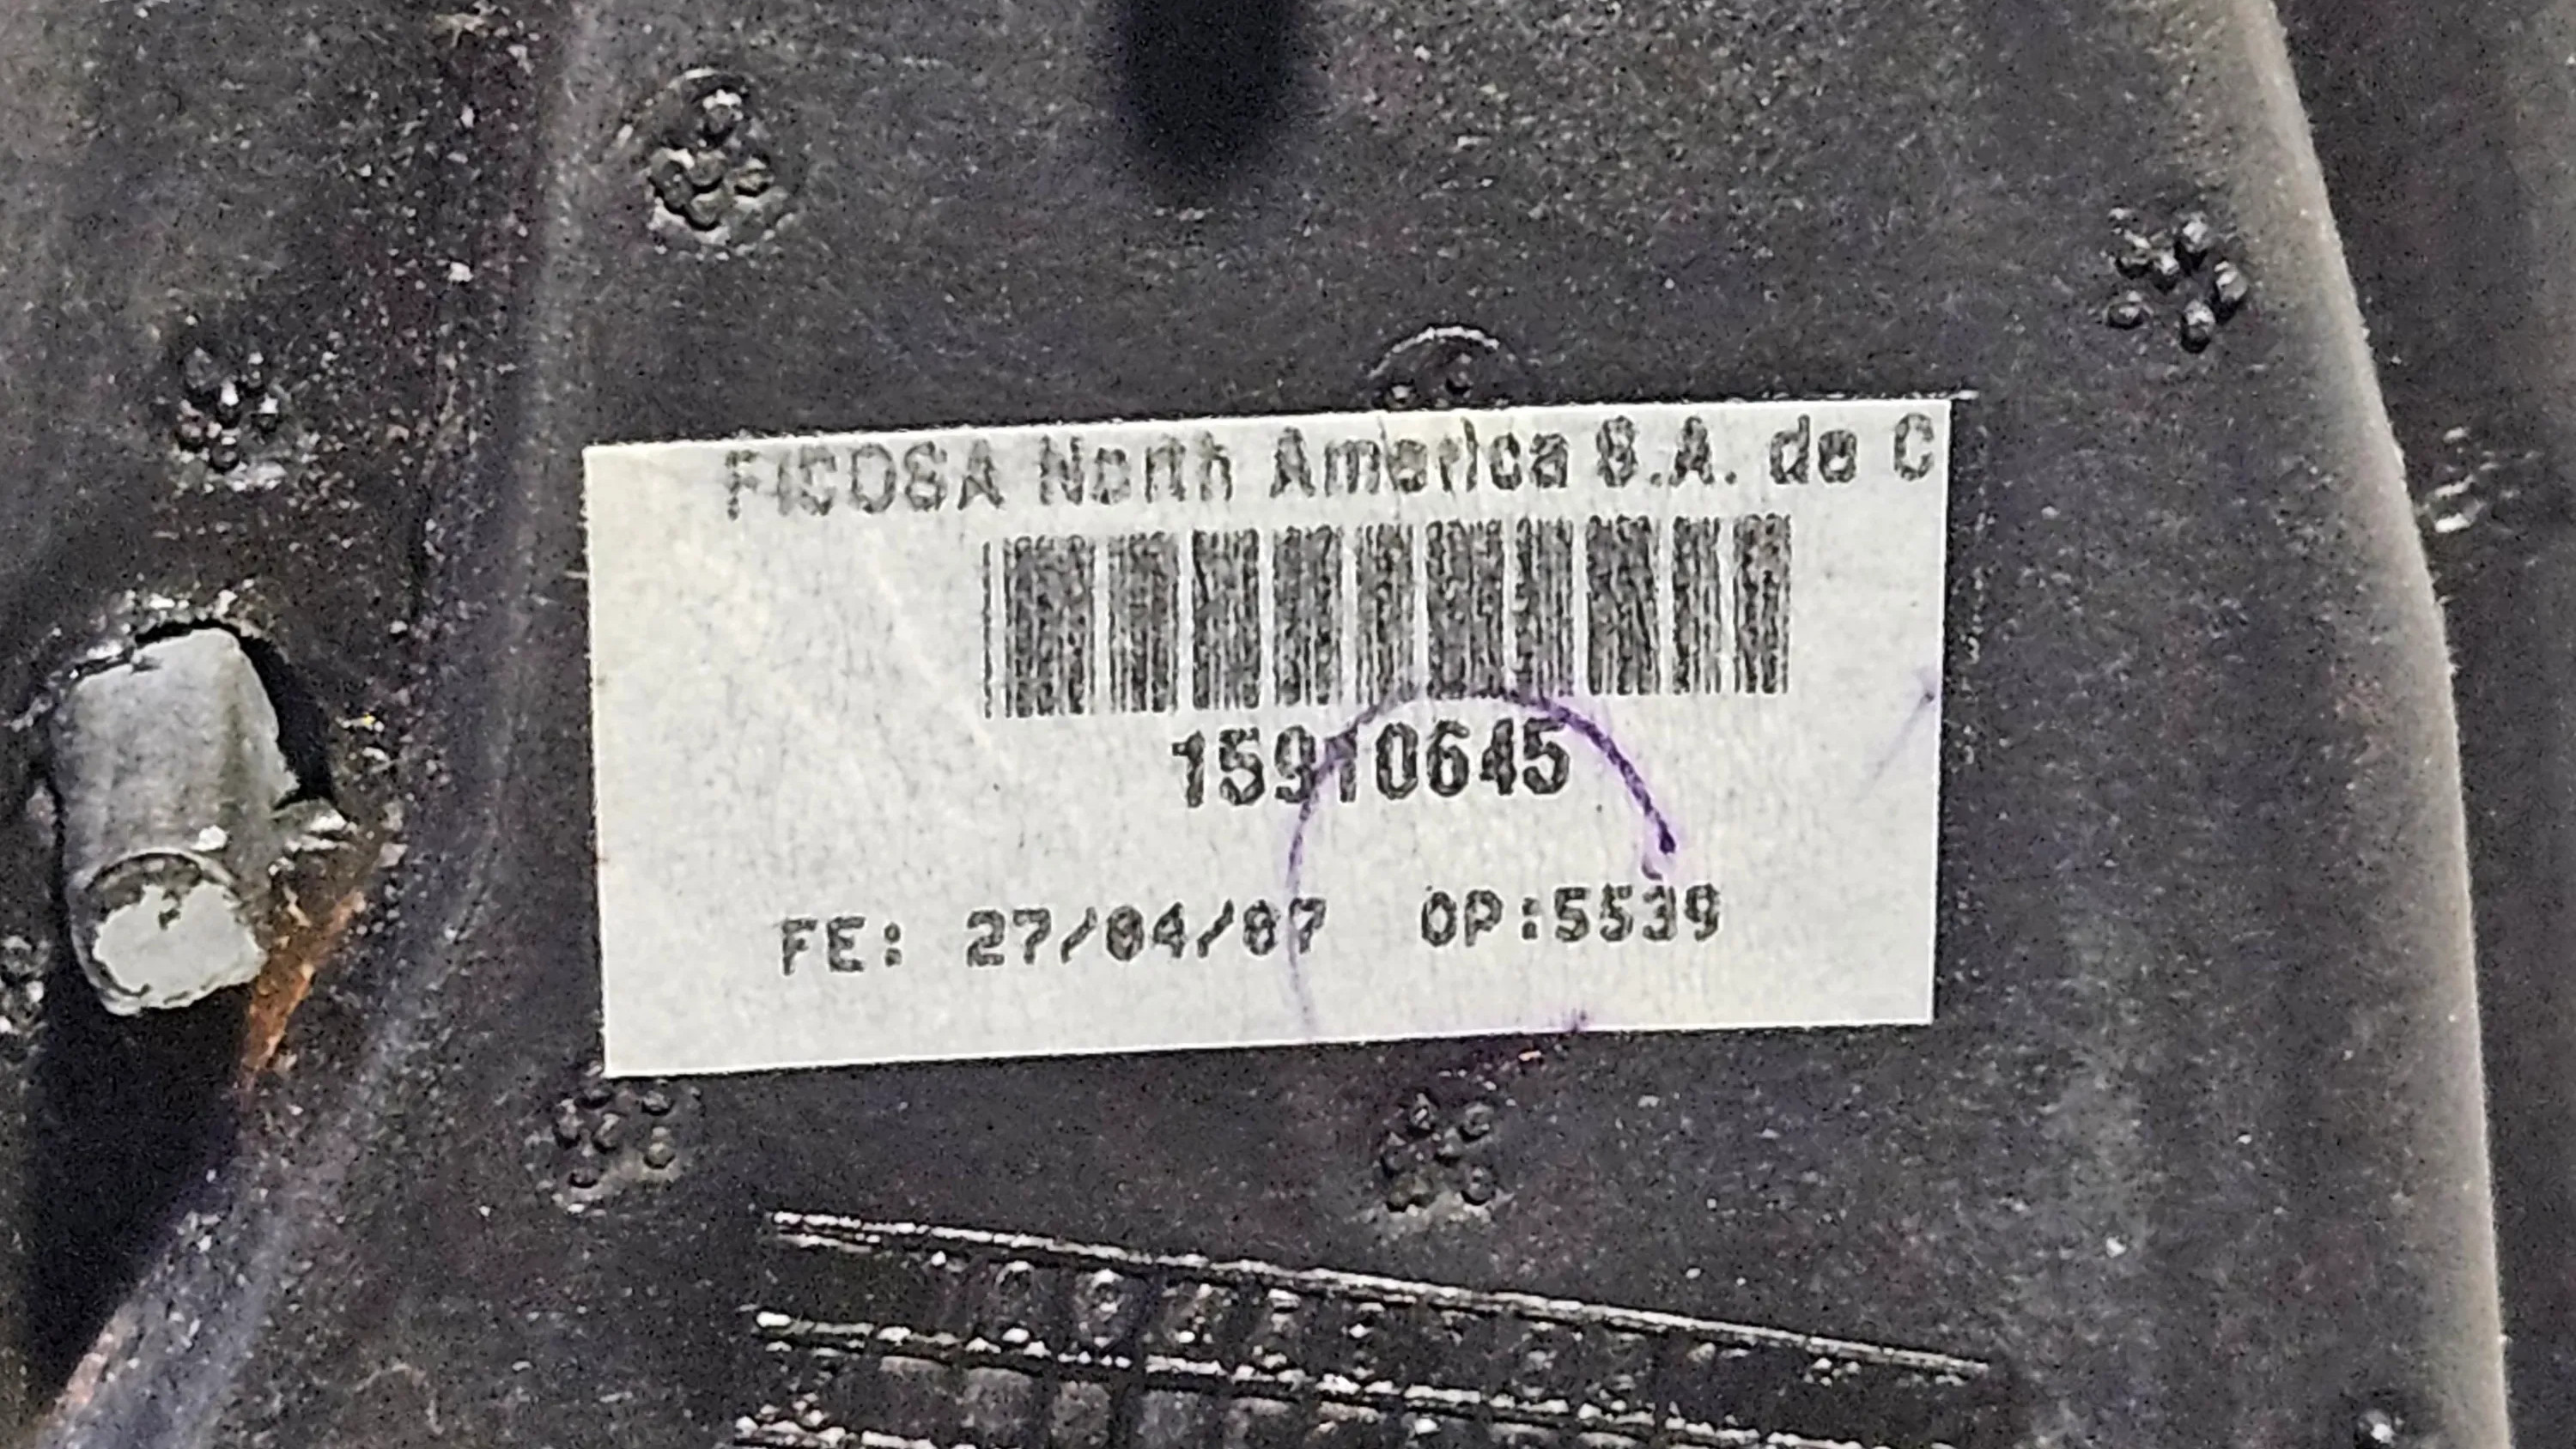 FICOSA North America S.A. de C
15910645
FE: 27/04/07 OP:5539